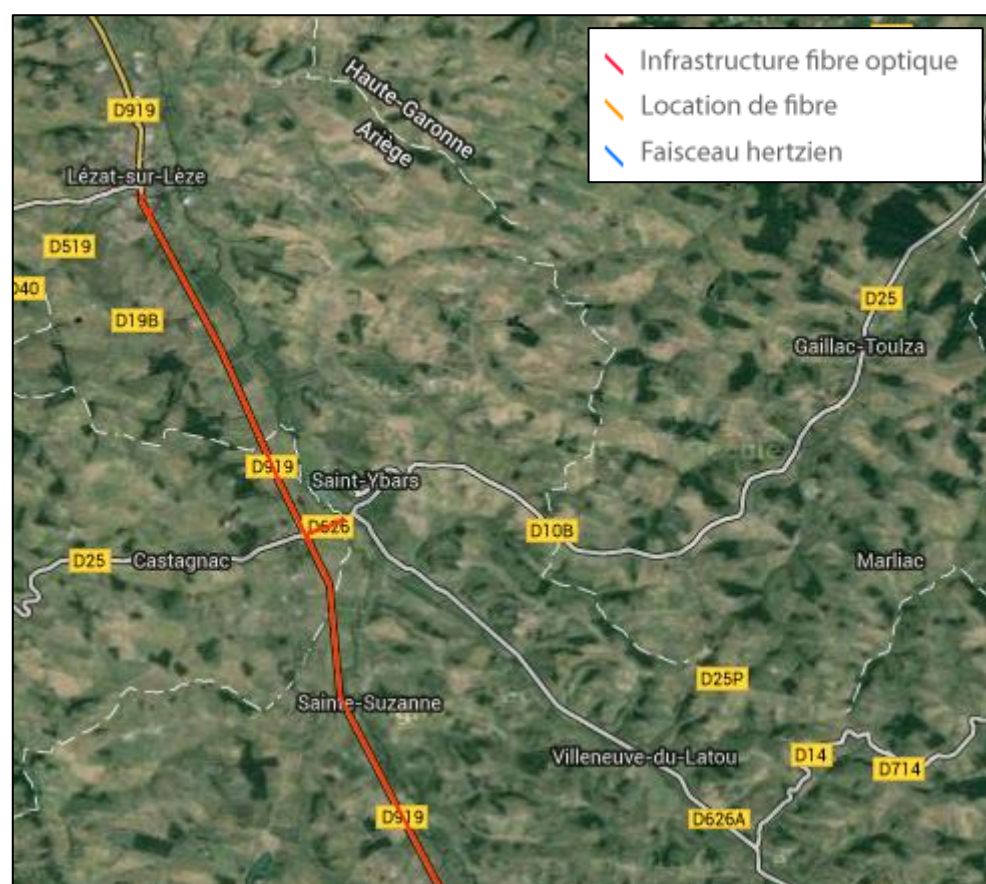 Infrastructure fibre optique
Location de fibre
Faisceau hertzien
Haute-Garonne
Ariège
D919
Lézat-sur-Lèze
D519
D40
D19B
D25
Gaillac-Toulza
D919
Saint-Ybars
D626
D10B
D25
Castagnac
Marliac
D25P
Sainte-Suzanne
Villeneuve-du-Latou
D14
D714
D919
D626A